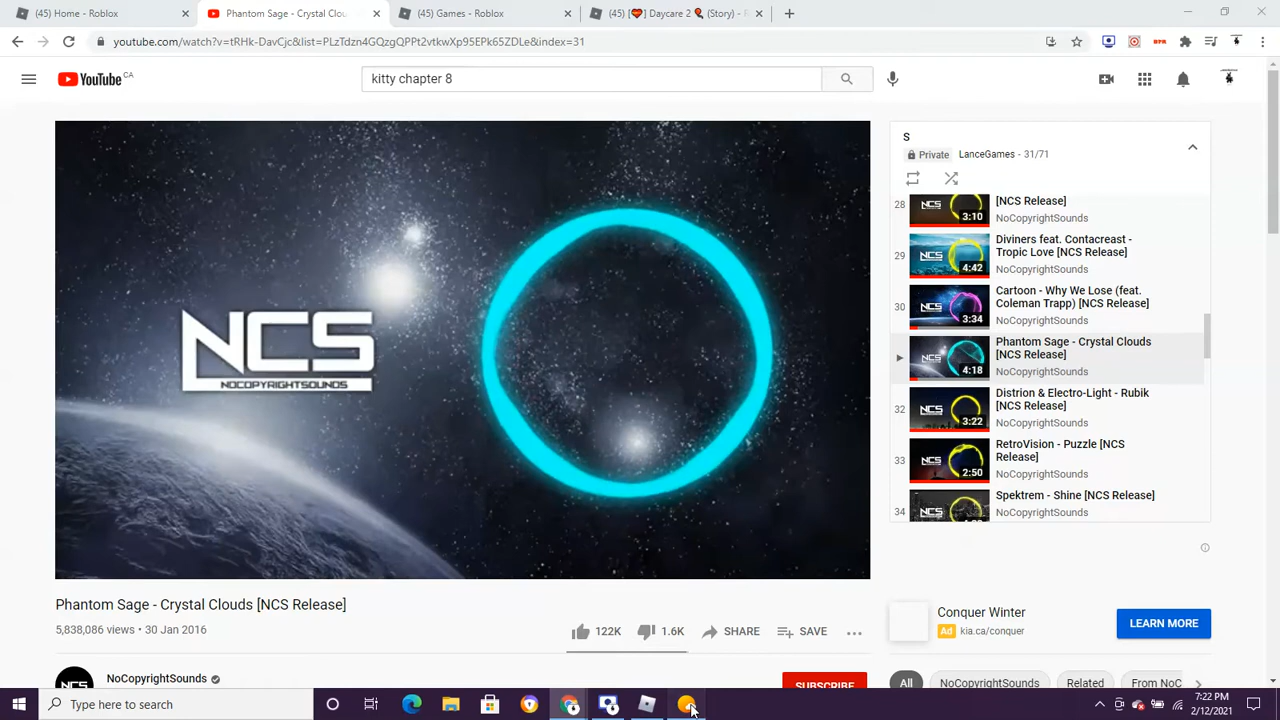 (45) Home - Roblox
Phantom Sage - Crystal Clou
(45) Games - Roblox
(45) [❤️] Daycare 2 (Story) - R
youtube.com/watch?v=tRHk-DavCjc&list=PLzTdzn4GQzgQPPt2vtkwXp95EPk65ZDLe&index=31
YouTube CA
kitty chapter 8
NCS
NOCOPYRIGHTSOUNDS
S
Private LanceGames - 31/71
28
[NCS Release]
NoCopyrightSounds
3:10
29
Diviners feat. Contacreast -
Tropic Love [NCS Release]
NoCopyrightSounds
4:42
30
Cartoon - Why We Lose (feat.
Coleman Trapp) [NCS Release]
NoCopyrightSounds
3:34
Phantom Sage - Crystal Clouds
[NCS Release]
NoCopyrightSounds
4:18
32
Distrion & Electro-Light - Rubik
[NCS Release]
NoCopyrightSounds
3:22
33
RetroVision - Puzzle [NCS
Release]
NoCopyrightSounds
2:50
34
Spektrem - Shine [NCS Release]
NoCopyrightSounds
Phantom Sage - Crystal Clouds [NCS Release]
5,838,086 views • 30 Jan 2016
122K 1.6K SHARE SAVE
Conquer Winter
Ad kia.ca/conquer
LEARN MORE
NoCopyrightSounds
SUBSCRIBE
All NoCopyrightSounds Related From NoC
Type here to search
7:22 PM
2/12/2021